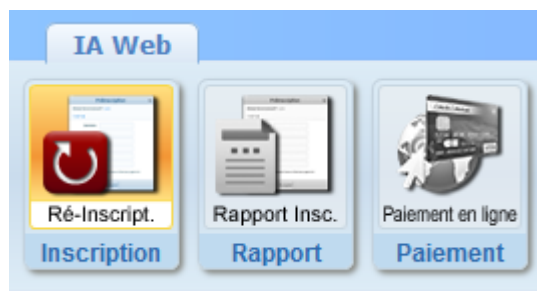 IA Web
Ré-Inscript.
Rapport Insc.
Paiement en ligne
Inscription
Rapport
Paiement